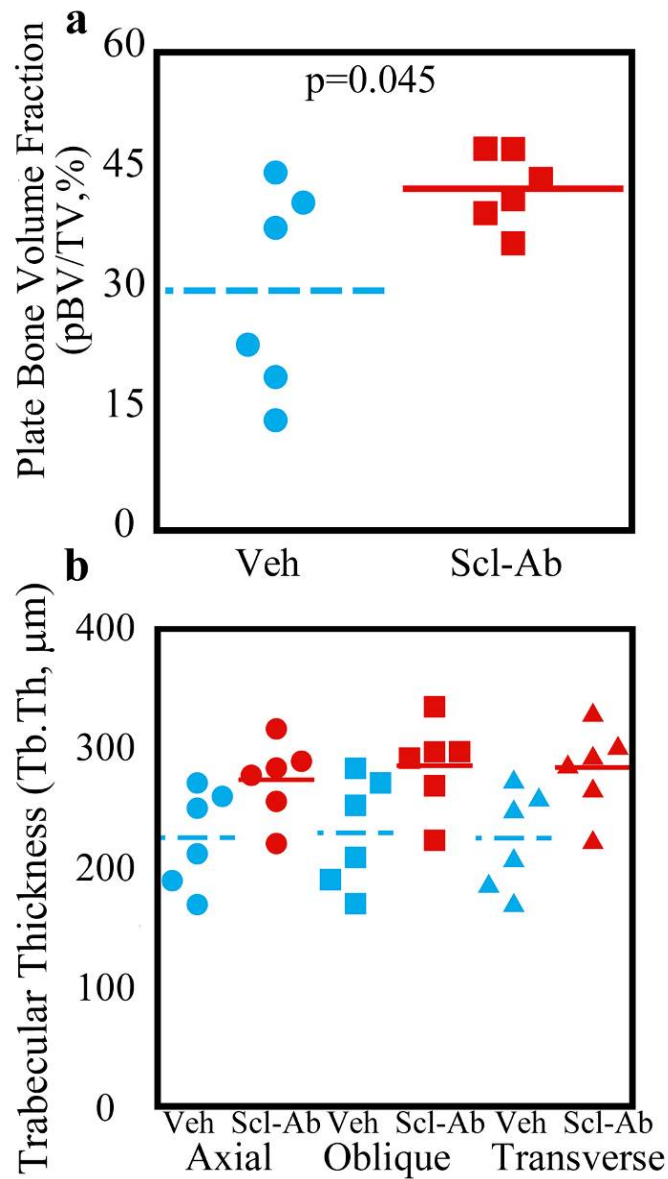 a
Plate Bone Volume Fraction
(pBV/TV,%)
60
45
30
15
0
p=0.045
Veh Scl-Ab
b
Trabecular Thickness (Tb.Th, μm)
400
300
200
100
0
Veh Scl-Ab Veh Scl-Ab Veh Scl-Ab
Axial Oblique Transverse